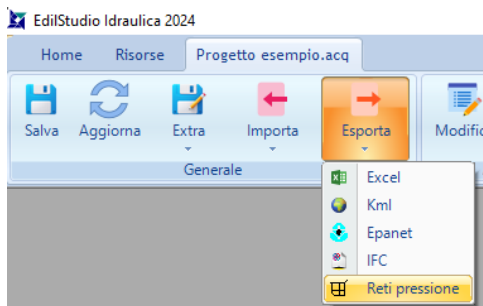 EdilStudio Idraulica 2024
Home Risorse Progetto esempio.acq
Salva Aggiorna Extra Importa Esporta
Generale
Excel
Kml
Epanet
IFC
Reti pressione